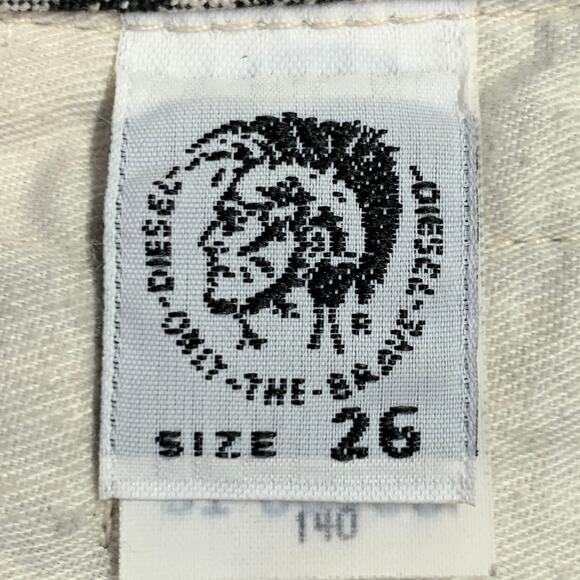 DIESEL-ONLY-THE-BRAVE-DIESEL
R
SIZE 26
140